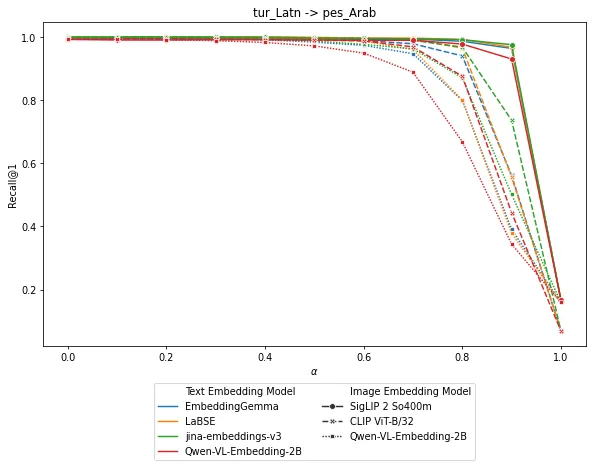 tur_Latn -> pes_Arab
Recall@1
1.0
0.8
0.6
0.4
0.2
0.0 0.2 0.4 0.6 0.8 1.0
α
Text Embedding Model
EmbeddingGemma
LaBSE
jina-embeddings-v3
Qwen-VL-Embedding-2B
Image Embedding Model
SigLIP 2 So400m
CLIP ViT-B/32
Qwen-VL-Embedding-2B